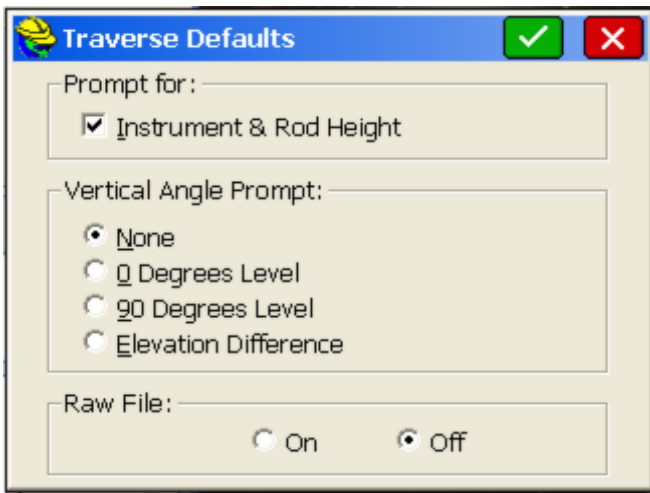 Traverse Defaults
Prompt for:
Instrument & Rod Height
Vertical Angle Prompt:
None
0 Degrees Level
90 Degrees Level
Elevation Difference
Raw File:
On Off